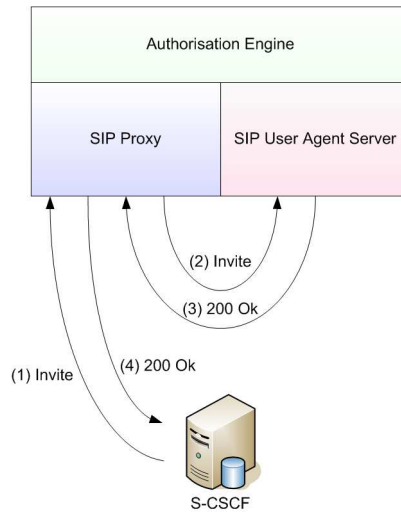 Authorisation Engine
SIP Proxy
SIP User Agent Server
(2) Invite
(3) 200 Ok
(1) Invite
(4) 200 Ok
S-CSCF